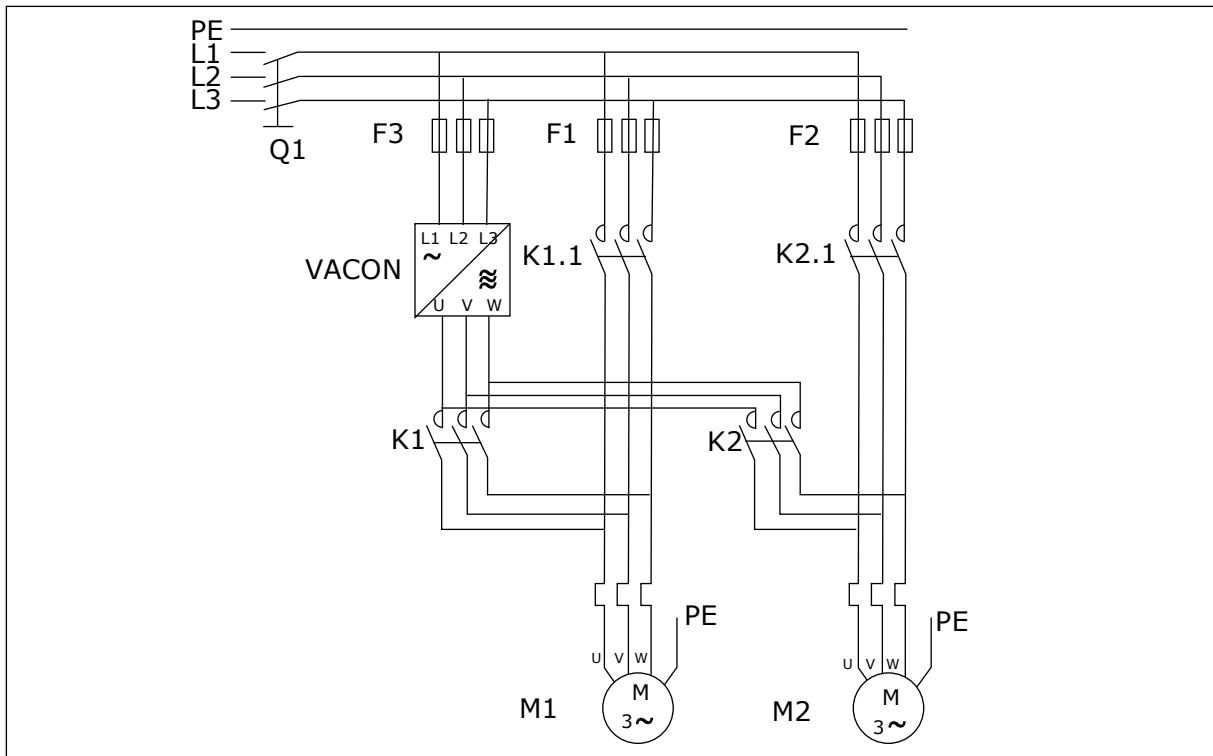 PE
L1
L2
L3
Q1
F3
F1
F2
L1 L2 L3
~
VACON
≋
U V W
K1.1
K2.1
K1
K2
PE
PE
U V W
U V W
M1
M
3~
M2
M
3~